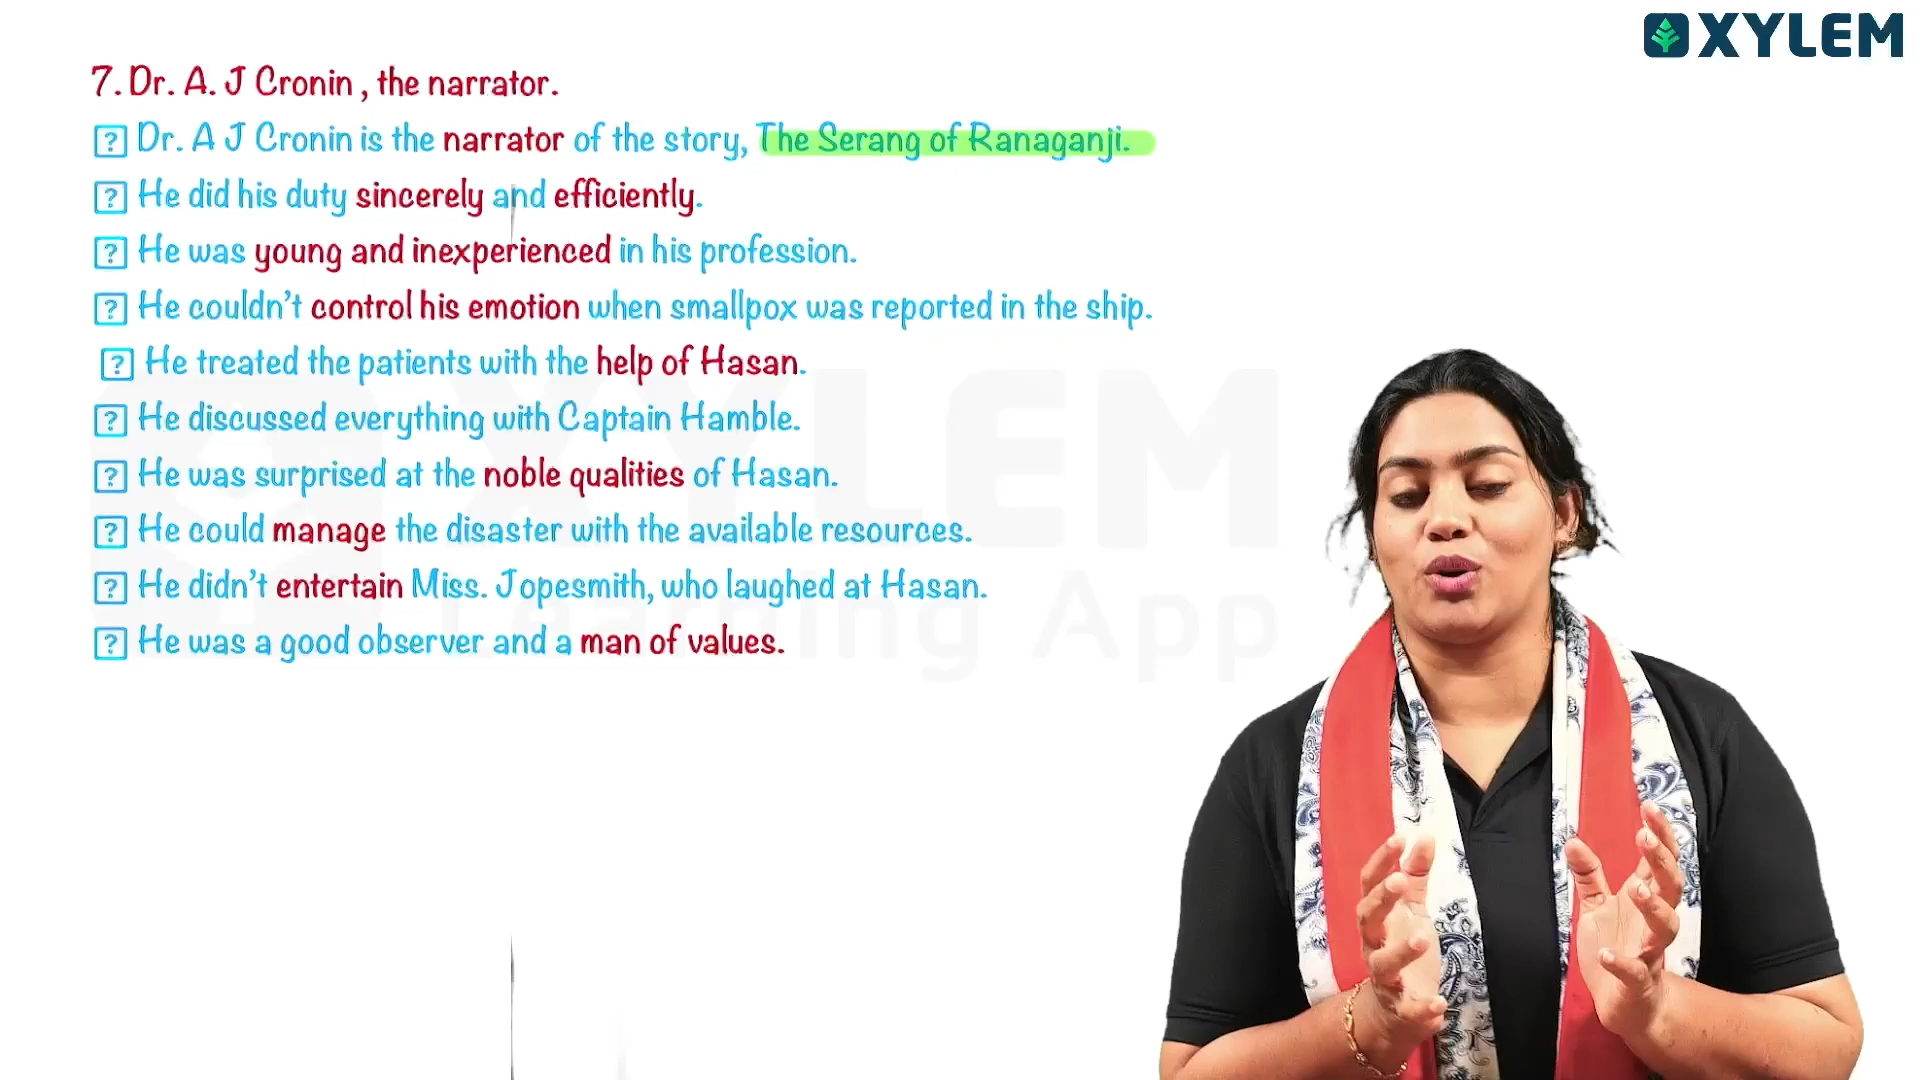 XYLEM
7. Dr. A. J Cronin , the narrator.
? Dr. A J Cronin is the narrator of the story, The Serang of Ranaganji.
? He did his duty sincerely and efficiently.
? He was young and inexperienced in his profession.
? He couldn't control his emotion when smallpox was reported in the ship.
? He treated the patients with the help of Hasan.
? He discussed everything with Captain Hamble.
? He was surprised at the noble qualities of Hasan.
? He could manage the disaster with the available resources.
? He didn't entertain Miss. Jopesmith, who laughed at Hasan.
? He was a good observer and a man of values.
XYLEM
Learning App